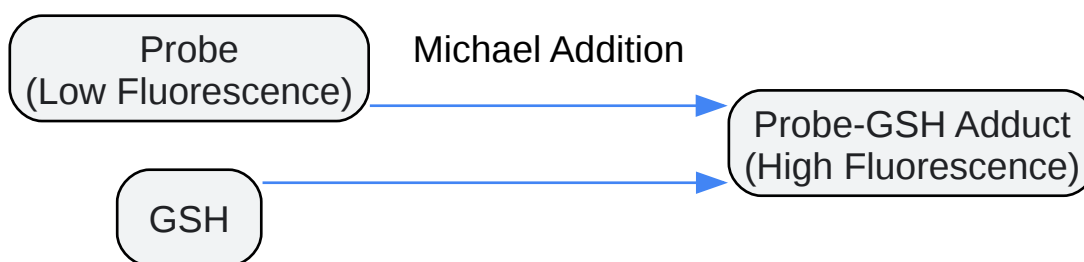 Probe
(Low Fluorescence)
Michael Addition
Probe-GSH Adduct
(High Fluorescence)
GSH